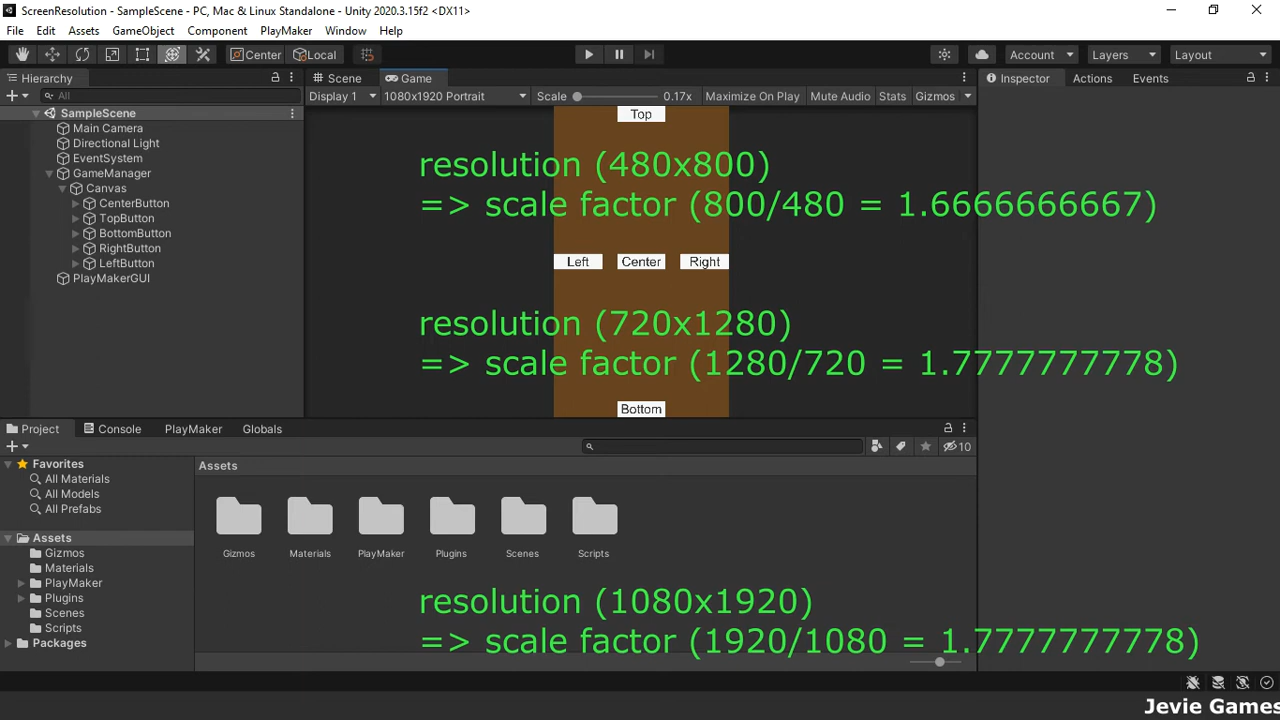 ScreenResolution - SampleScene - PC, Mac & Linux Standalone - Unity 2020.3.15f2 <DX11>
File Edit Assets GameObject Component PlayMaker Window Help
Center Local Account Layers Layout
Hierarchy Scene Game Inspector Actions Events
All Display 1 1080x1920 Portrait Scale 0.17x Maximize On Play Mute Audio Stats Gizmos
SampleScene
Main Camera
Directional Light
EventSystem
GameManager
Canvas
CenterButton
TopButton
BottomButton
RightButton
LeftButton
PlayMakerGUI
Top
resolution (480x800)
=> scale factor (800/480 = 1.6666666667)
Left Center Right
resolution (720x1280)
=> scale factor (1280/720 = 1.7777777778)
Bottom
Project Console PlayMaker Globals
10
Favorites
All Materials
All Models
All Prefabs
Assets
Gizmos
Materials
PlayMaker
Plugins
Scenes
Scripts
Packages
Assets
Gizmos Materials PlayMaker Plugins Scenes Scripts
resolution (1080x1920)
=> scale factor (1920/1080 = 1.7777777778)
Jevie Games